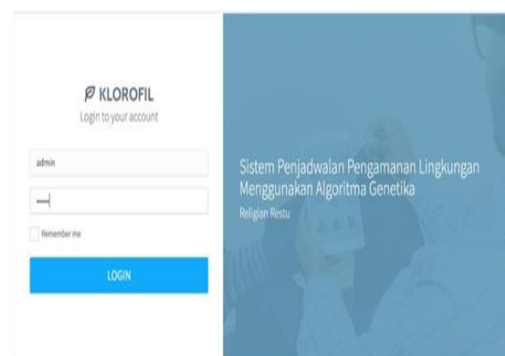 KLOROFIL
Login to your account
admin
Remember me
LOGIN
Sistem Penjadwalan Pengamanan Lingkungan
Menggunakan Algoritma Genetika
Religian Restu